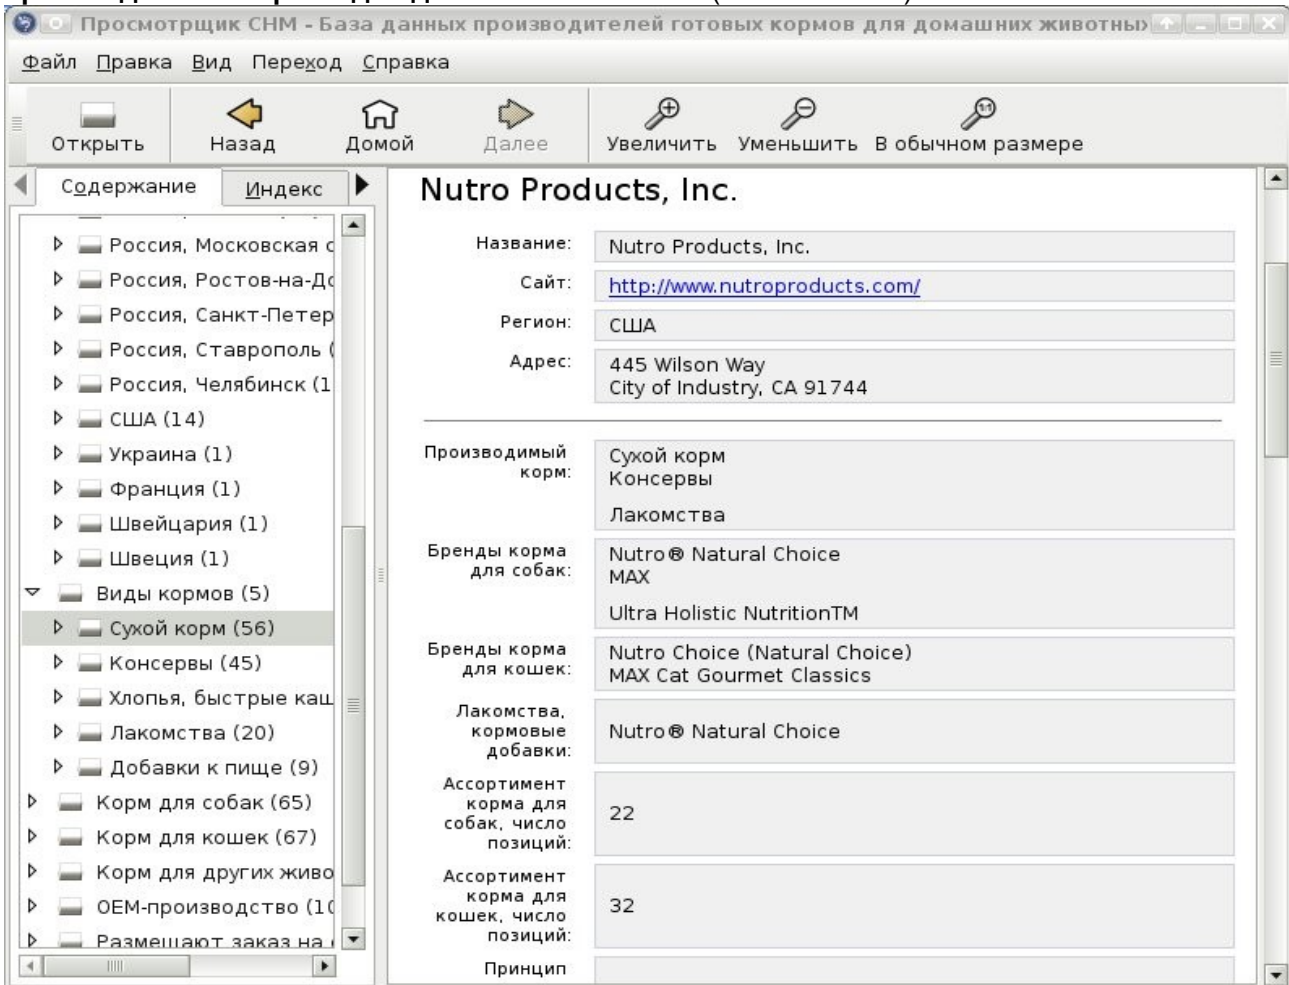 Просмотрщик CHM - База данных производителей готовых кормов для домашних животных
Файл Правка Вид Переход Справка
Открыть Назад Домой Далее Увеличить Уменьшить В обычном размере
Содержание Индекс
Россия, Московская
Россия, Ростов-на-До
Россия, Санкт-Петер
Россия, Ставрополь (
Россия, Челябинск (1
США (14)
Украина (1)
Франция (1)
Швейцария (1)
Швеция (1)
Виды кормов (5)
Сухой корм (56)
Консервы (45)
Хлопья, быстрые каш
Лакомства (20)
Добавки к пище (9)
Корм для собак (65)
Корм для кошек (67)
Корм для других живо
OEM-производство (10
Размещают заказ на
Nutro Products, Inc.
Название: Nutro Products, Inc.
Сайт: http://www.nutroproducts.com/
Регион: США
Адрес: 445 Wilson Way
City of Industry, CA 91744
Производимый
корм:
Сухой корм
Консервы
Лакомства
Бренды корма
для собак:
Nutro® Natural Choice
MAX
Ultra Holistic NutritionTM
Бренды корма
для кошек:
Nutro Choice (Natural Choice)
MAX Cat Gourmet Classics
Лакомства,
кормовые
добавки:
Nutro® Natural Choice
Ассортимент
корма для
собак, число
позиций:
22
Ассортимент
корма для
кошек, число
позиций:
32
Принцип